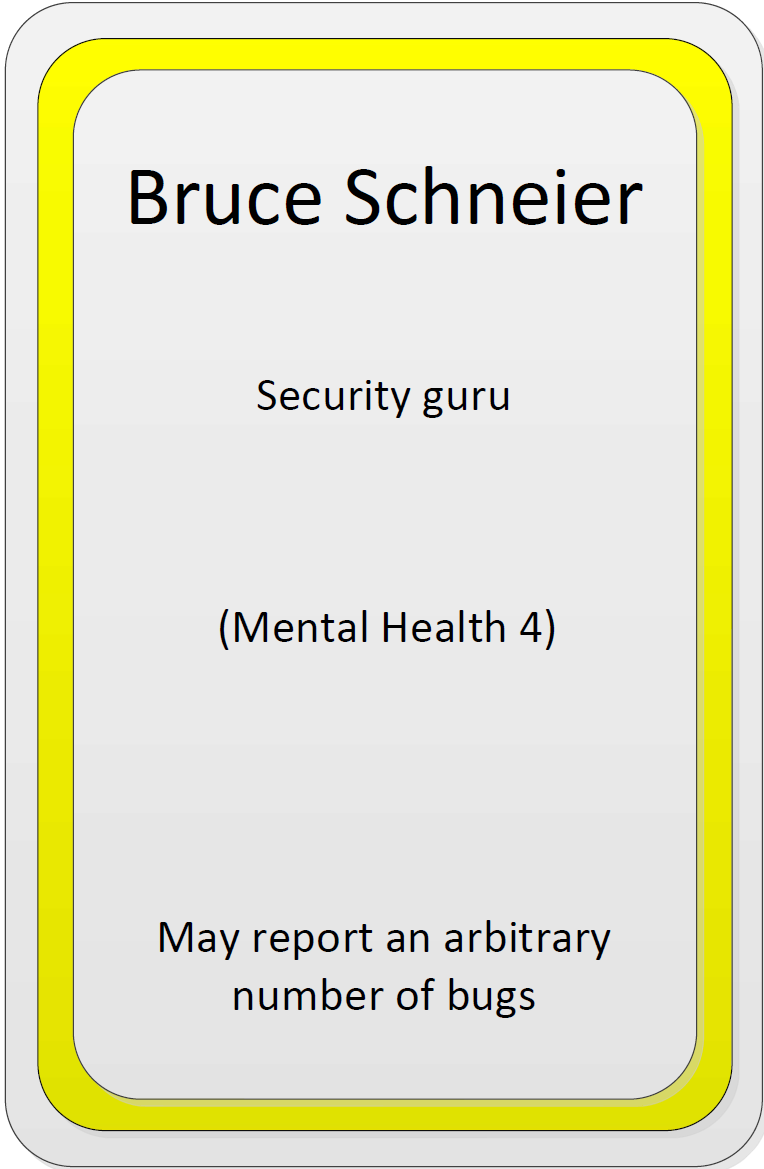 Bruce Schneier
Security guru
(Mental Health 4)
May report an arbitrary
number of bugs